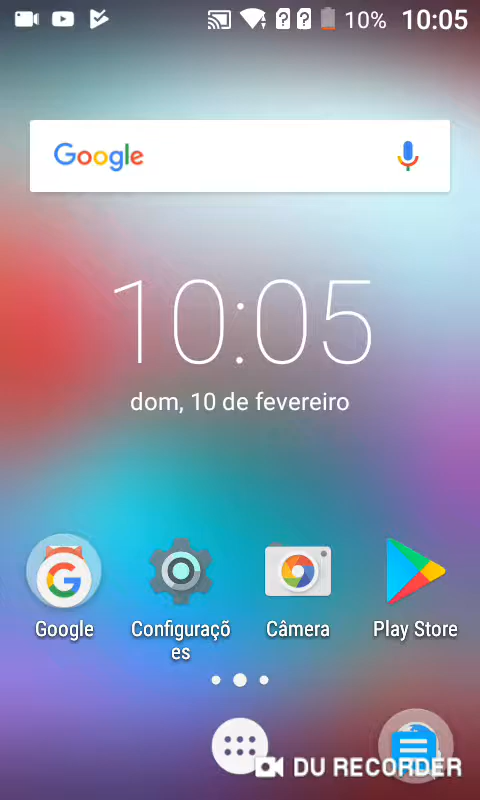 10% 10:05
Google
10:05
dom, 10 de fevereiro
Google Configuraçõ
es Câmera Play Store
DU RECORDER